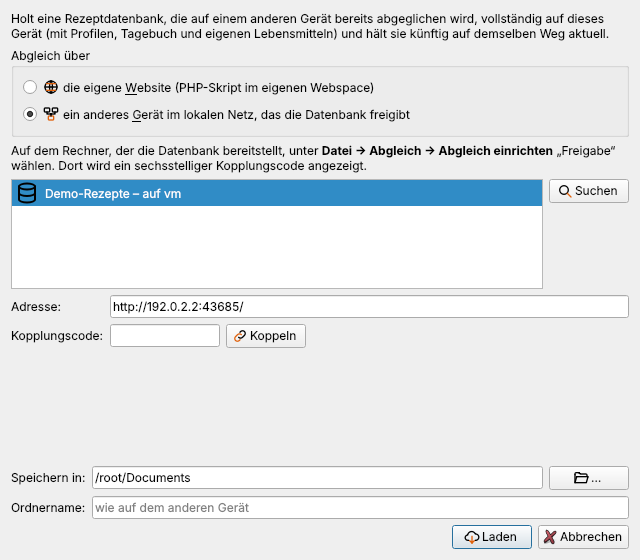 Holt eine Rezeptdatenbank, die auf einem anderen Gerät bereits abgeglichen wird, vollständig auf dieses
Gerät (mit Profilen, Tagebuch und eigenen Lebensmitteln) und hält sie künftig auf demselben Weg aktuell.
Abgleich über
die eigene Website (PHP-Skript im eigenen Webspace)
ein anderes Gerät im lokalen Netz, das die Datenbank freigibt
Auf dem Rechner, der die Datenbank bereitstellt, unter Datei → Abgleich → Abgleich einrichten „Freigabe“
wählen. Dort wird ein sechsstelliger Kopplungscode angezeigt.
Demo-Rezepte – auf vm
Suchen
Adresse: http://192.0.2.2:43685/
Kopplungscode: Koppeln
Speichern in: /root/Documents ...
Ordnername: wie auf dem anderen Gerät
Laden Abbrechen